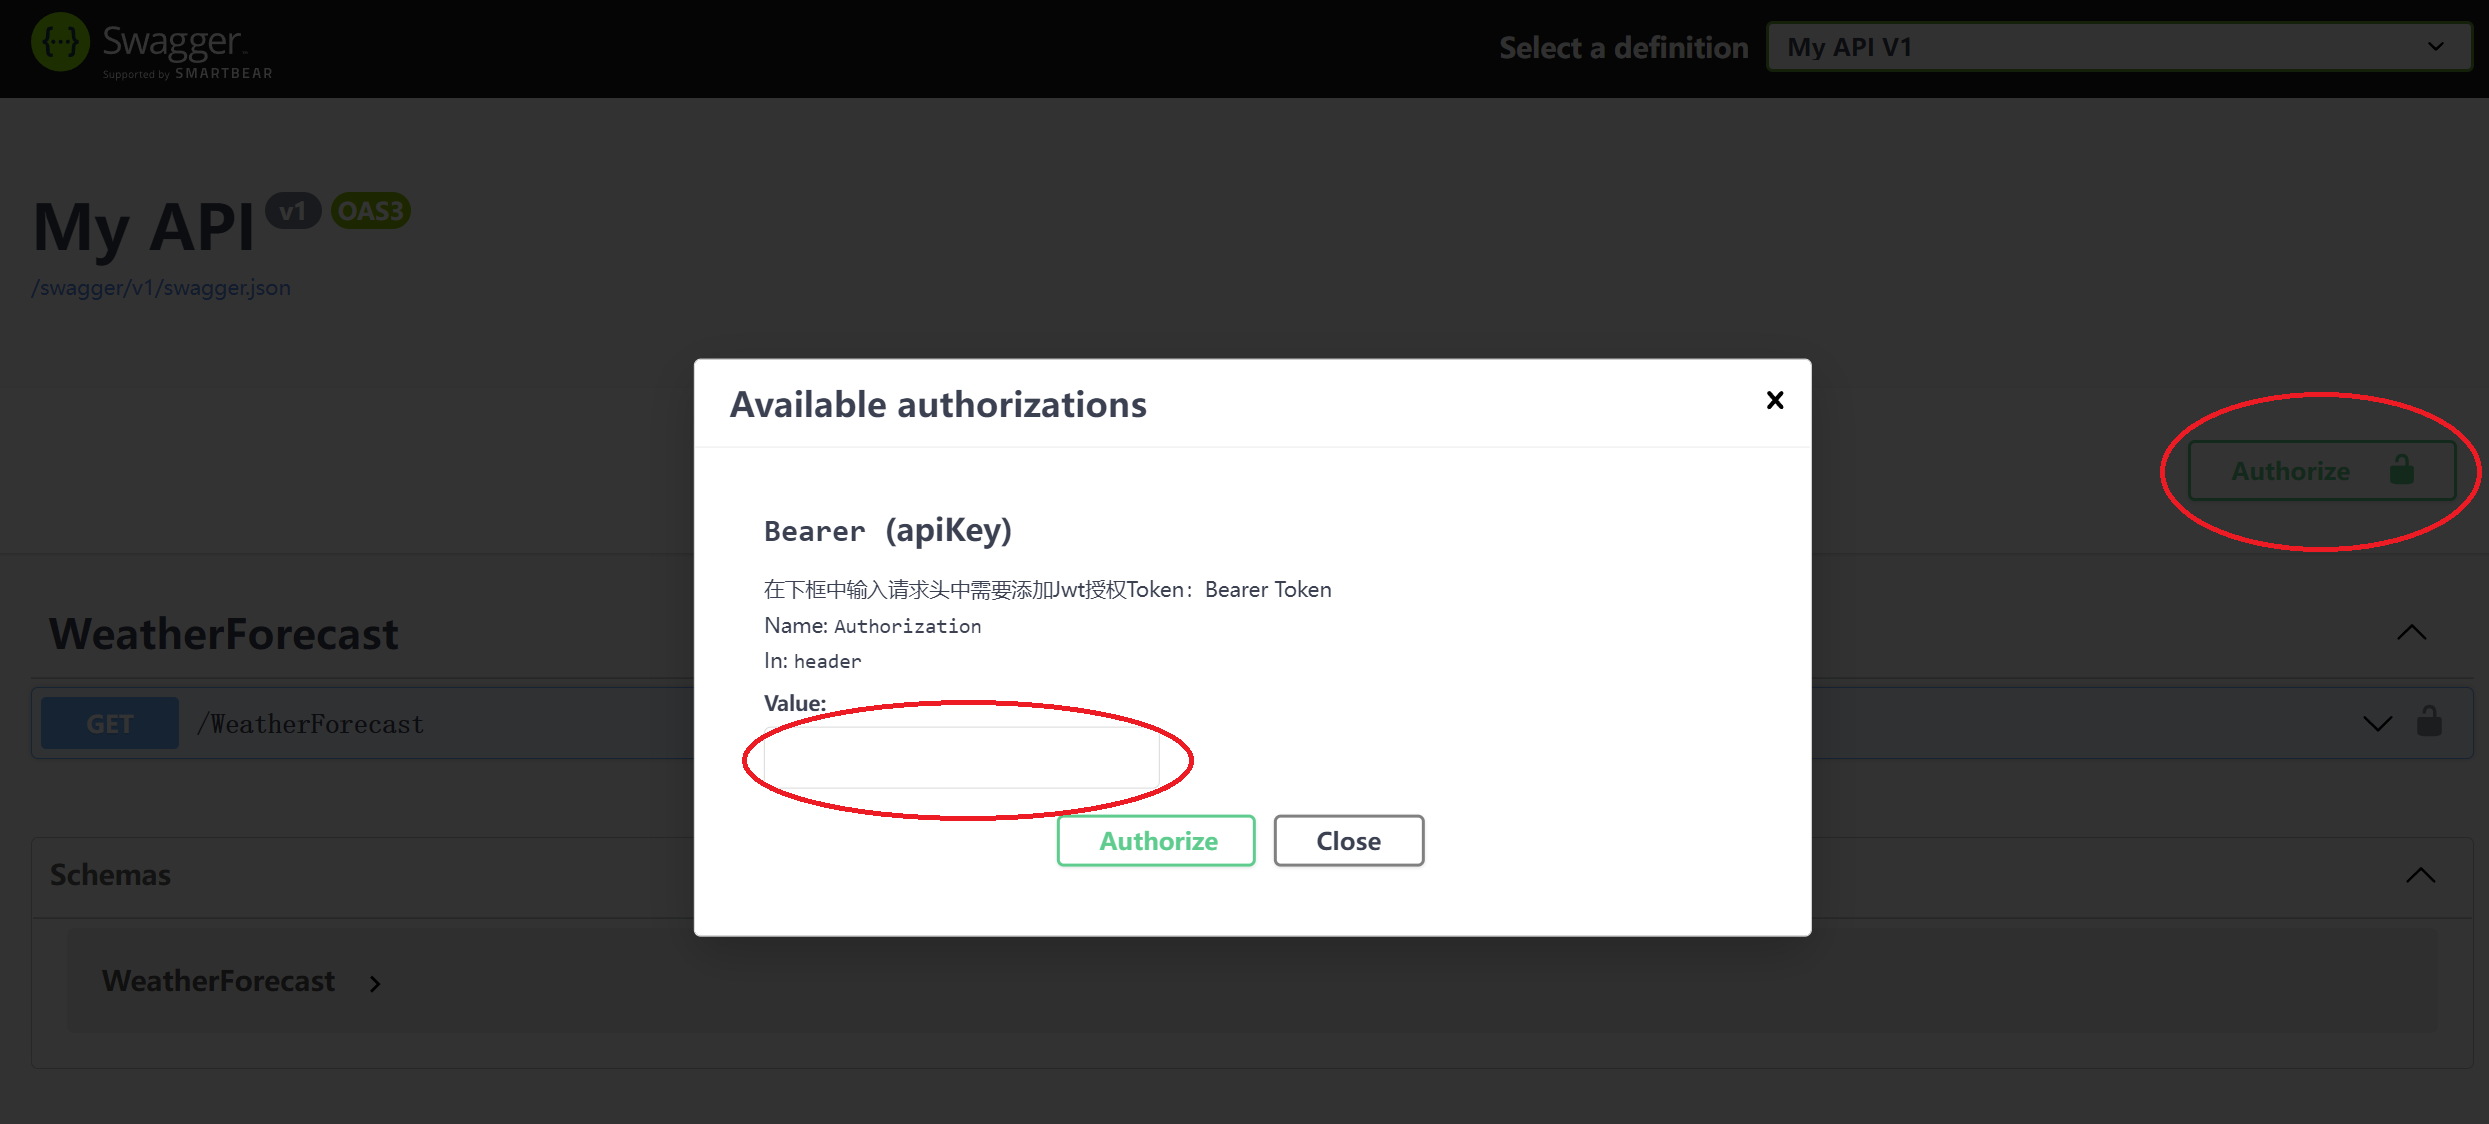 Swagger
Supported by SMARTBEAR
Select a definition
My API V1
My API v1 OAS3
/swagger/v1/swagger.json
Authorize
Available authorizations
Bearer (apiKey)
在下框中输入请求头中需要添加Jwt授权Token：Bearer Token
Name: Authorization
In: header
Value:
Authorize Close
WeatherForecast
GET /WeatherForecast
Schemas
WeatherForecast